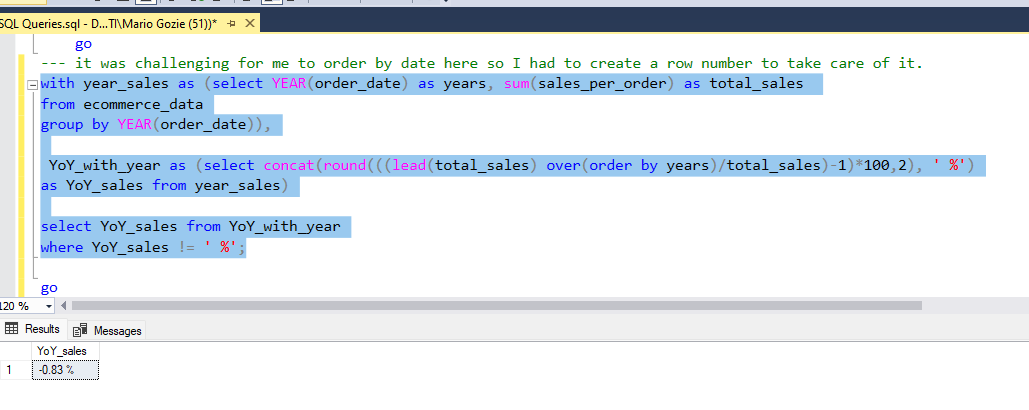 SQL Queries.sql - D...TI\Mario Gozie (51))*
go
--- it was challenging for me to order by date here so I had to create a row number to take care of it.
with year_sales as (select YEAR(order_date) as years, sum(sales_per_order) as total_sales
from ecommerce_data
group by YEAR(order_date)),
YoY_with_year as (select concat(round(((lead(total_sales) over(order by years)/total_sales)-1)*100,2), ' %')
as YoY_sales from year_sales)
select YoY_sales from YoY_with_year
where YoY_sales != ' %';
go
120 %
Results Messages
YoY_sales
1 -0.83 %